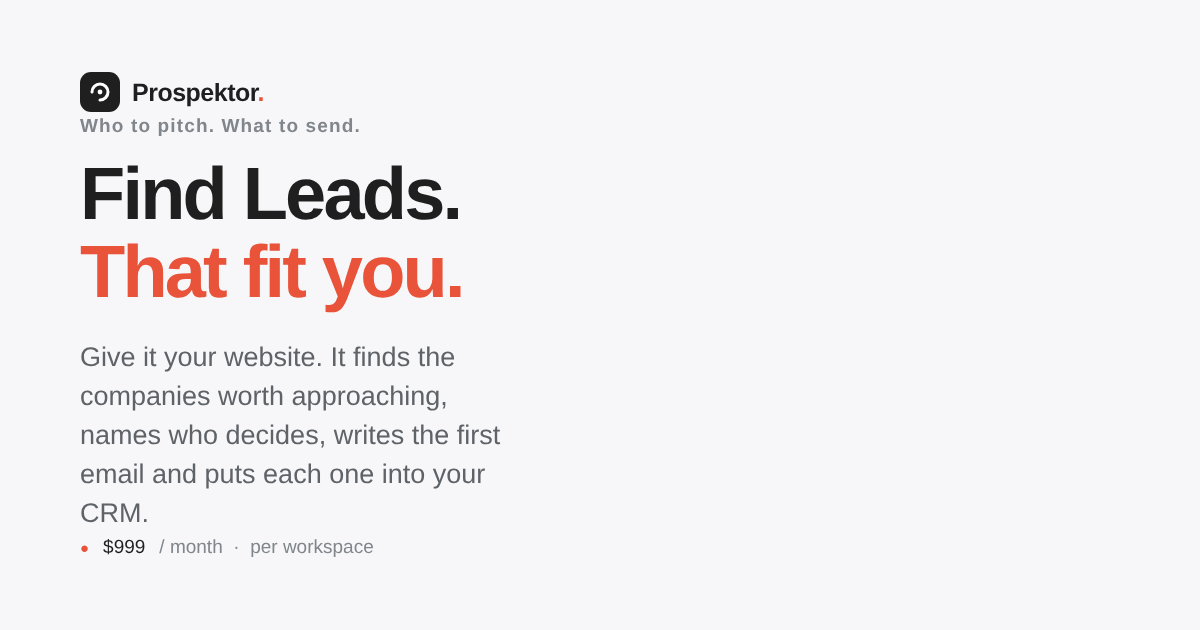 Prospektor.
Who to pitch. What to send.
Find Leads.
That fit you.
Give it your website. It finds the
companies worth approaching,
names who decides, writes the first
email and puts each one into your
CRM.
• $999 / month · per workspace